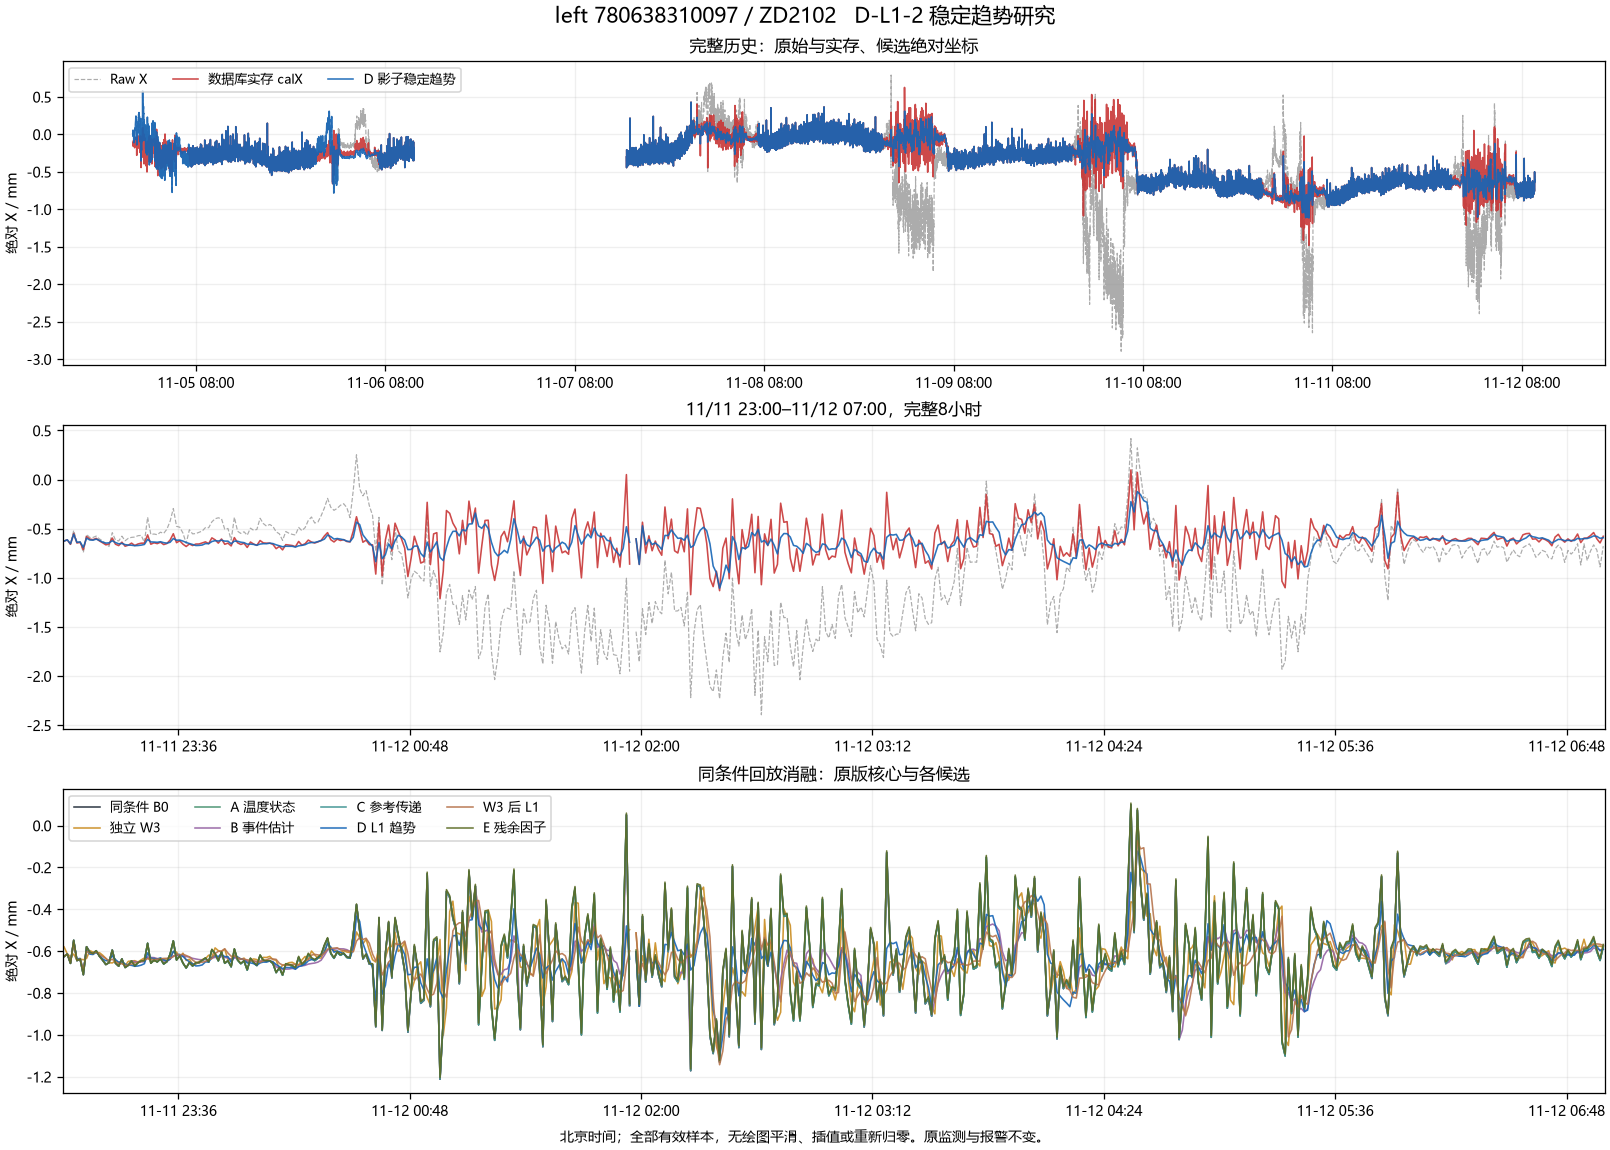 left 780638310097 / ZD2102   D-L1-2 稳定趋势研究
完整历史：原始与实存、候选绝对坐标
Raw X   数据库实存 calX   D 影子稳定趋势
绝对 X / mm
0.5
0.0
-0.5
-1.0
-1.5
-2.0
-2.5
-3.0
11-05 08:00   11-06 08:00   11-07 08:00   11-08 08:00   11-09 08:00   11-10 08:00   11-11 08:00   11-12 08:00
11/11 23:00–11/12 07:00，完整8小时
绝对 X / mm
0.5
0.0
-0.5
-1.0
-1.5
-2.0
-2.5
11-11 23:36   11-12 00:48   11-12 02:00   11-12 03:12   11-12 04:24   11-12 05:36   11-12 06:48
同条件回放消融：原版核心与各候选
同条件 B0   A 温度状态   C 参考传递   W3 后 L1
独立 W3   B 事件估计   D L1 趋势   E 残余因子
绝对 X / mm
0.0
-0.2
-0.4
-0.6
-0.8
-1.0
-1.2
11-11 23:36   11-12 00:48   11-12 02:00   11-12 03:12   11-12 04:24   11-12 05:36   11-12 06:48
北京时间；全部有效样本，无绘图平滑、插值或重新归零。原监测与报警不变。